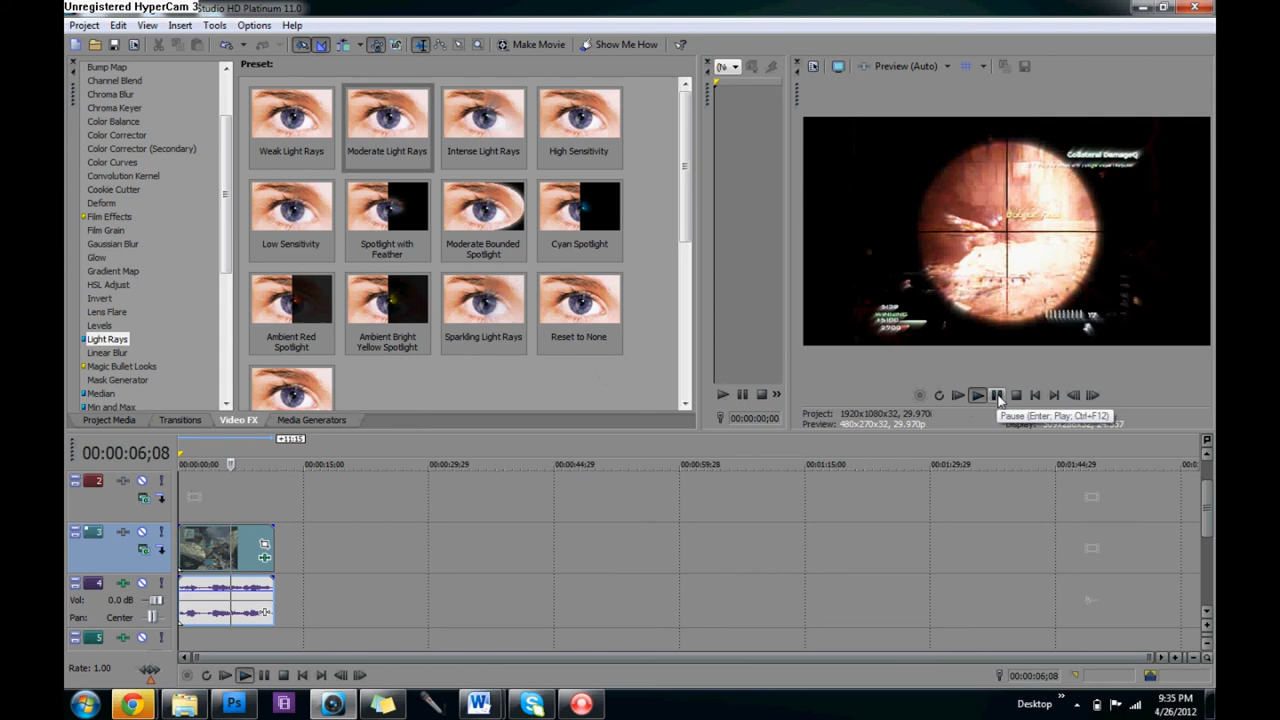 Unregistered HyperCam 3
Studio HD Platinum 11.0
Project Edit View Insert Tools Options Help
Make Movie Show Me How
Bump Map
Channel Blend
Chroma Blur
Chroma Keyer
Color Balance
Color Corrector
Color Corrector (Secondary)
Color Curves
Convolution Kernel
Cookie Cutter
Deform
Film Effects
Film Grain
Gaussian Blur
Glow
Gradient Map
HSL Adjust
Invert
Lens Flare
Levels
Light Rays
Linear Blur
Magic Bullet Looks
Mask Generator
Median
Min and Max
Preset:
Weak Light Rays
Moderate Light Rays
Intense Light Rays
High Sensitivity
Low Sensitivity
Spotlight with Feather
Moderate Bounded Spotlight
Cyan Spotlight
Ambient Red Spotlight
Ambient Bright Yellow Spotlight
Sparkling Light Rays
Reset to None
Project Media Transitions Video FX Media Generators
00:00:00;00
Preview (Auto)
Collateral Damage
Pause (Enter; Play; Ctrl+F12)
Project: 1920x1080x32, 29.970i
Preview: 480x270x32, 29.970p
+11:15
00:00:06;08
00:00:00;00 00:00:15;00 00:00:29;29 00:00:44;29 00:00:59;28 00:01:15;00 00:01:29;29 00:01:44;29
2
3
4
Vol: 0.0 dB
Pan: Center
5
Rate: 1.00
00:00:06;08
Desktop
9:35 PM
4/26/2012